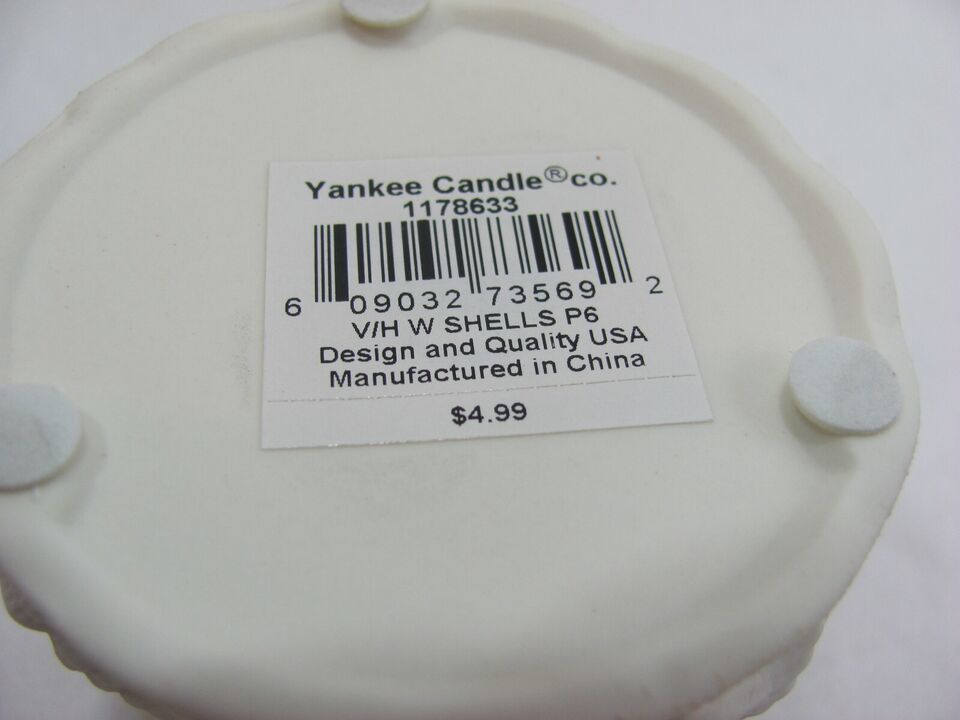 Yankee Candle® co.
1178633
6 09032 73569 2
V/H W SHELLS P6
Design and Quality USA
Manufactured in China
$4.99